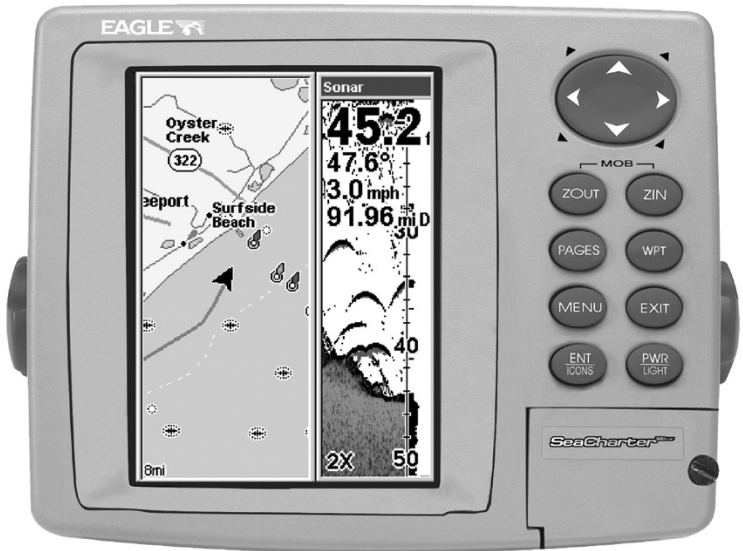 EAGLE
Oyster
Creek
322
eeport
Surfside
Beach
8mi
Sonar
45.2 f
47.6°
3.0 mph
91.96 mi D
30
40
50
2X
MOB
ZOUT
ZIN
PAGES
WPT
MENU
EXIT
ENT
ICONS
PWR
LIGHT
SeaCharter